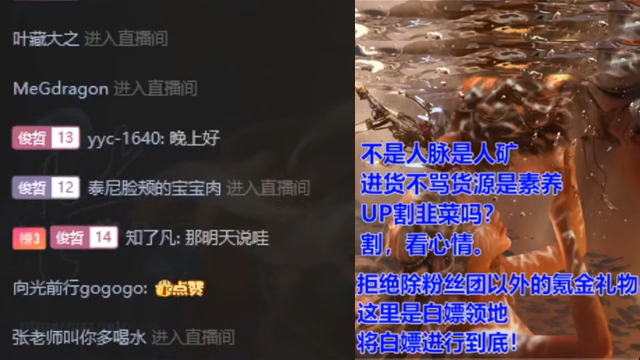 叶藏大之 进入直播间
MeGdragon 进入直播间
俊哲 13 yyc-1640: 晚上好
俊哲 12 泰尼脸颊的宝宝肉 进入直播间
榜3 俊哲 14 知了凡: 那明天说哇
向光前行gogogo: 点赞
张老师叫你多喝水 进入直播间
不是人脉是人矿
进货不骂货源是素养
UP割韭菜吗?
割，看心情。
拒绝除粉丝团以外的氪金礼物
这里是白嫖领地
将白嫖进行到底！